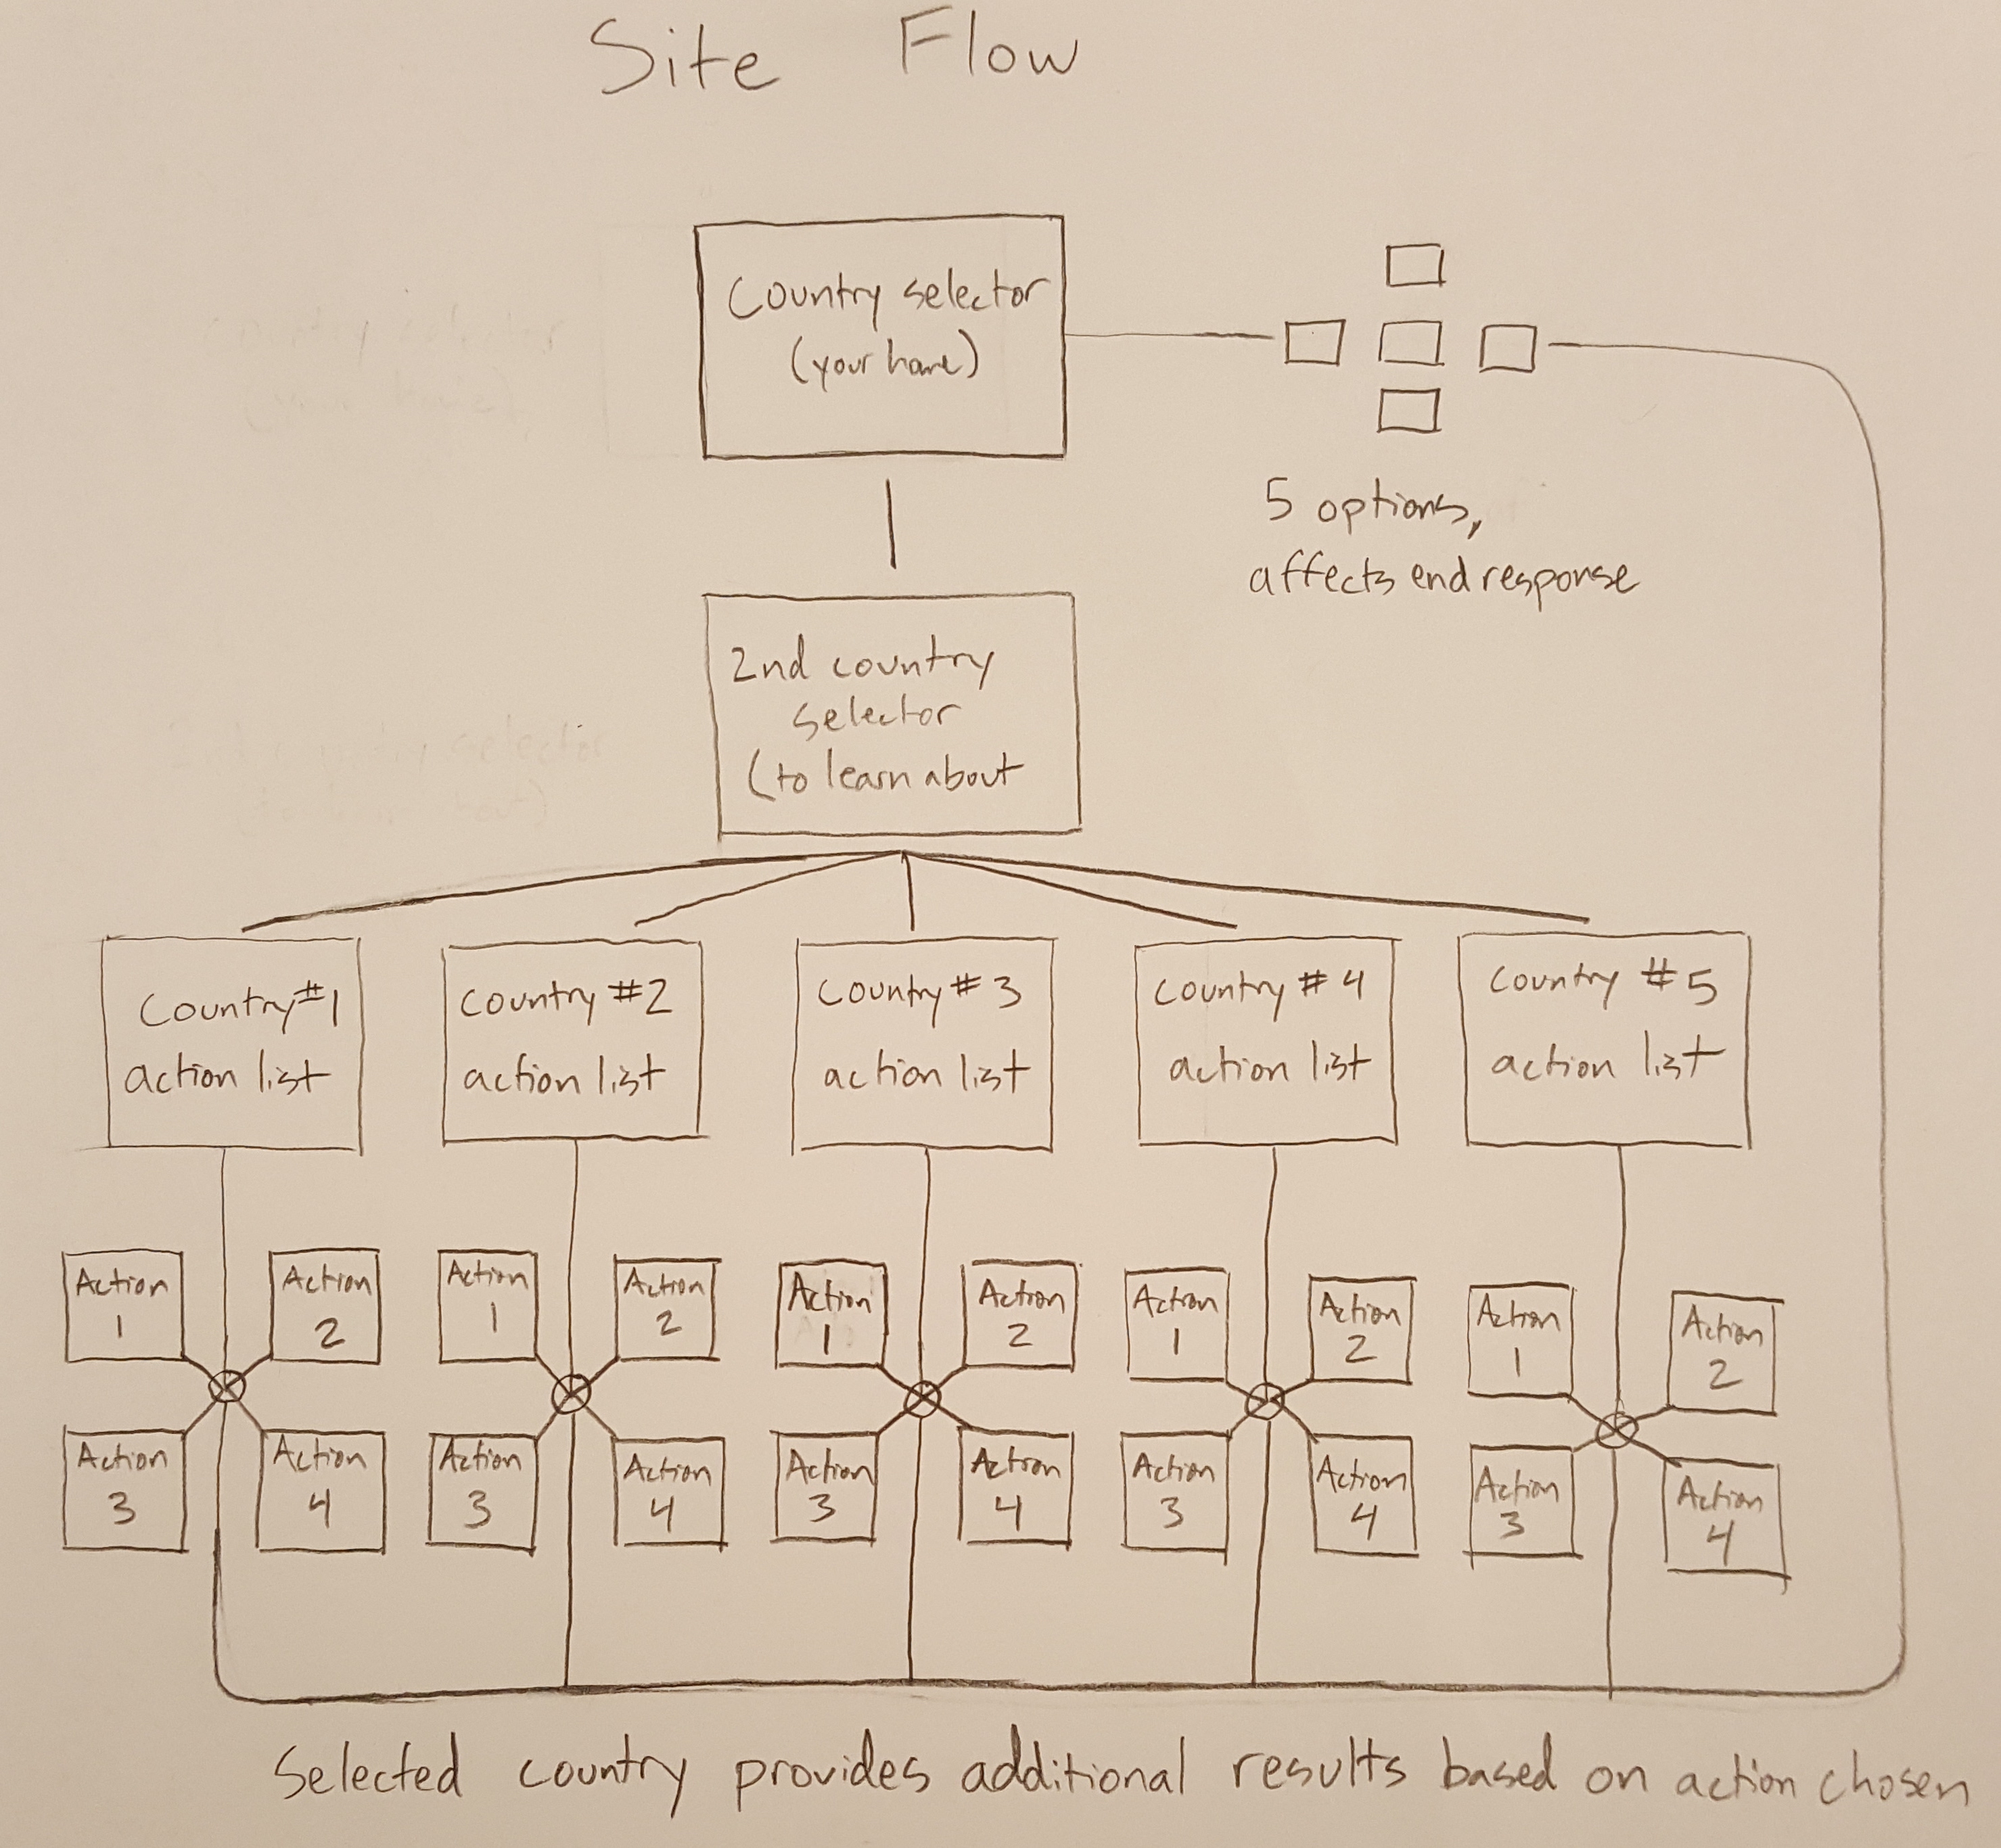 Site Flow
Country selector
(your home)
5 options,
affects end response
2nd country
selector
(to learn about
Country #1
action list
country #2
action list
country # 3
action list
country # 4
action list
country #5
action list
Action
1
Action
2
Action
1
Action
2
Action
1
Action
2
Action
1
Action
2
Action
1
Action
2
Action
3
Action
4
Action
3
Action
4
Action
3
Action
4
Action
3
Action
4
Action
3
Action
4
Selected country provides additional results based on action chosen